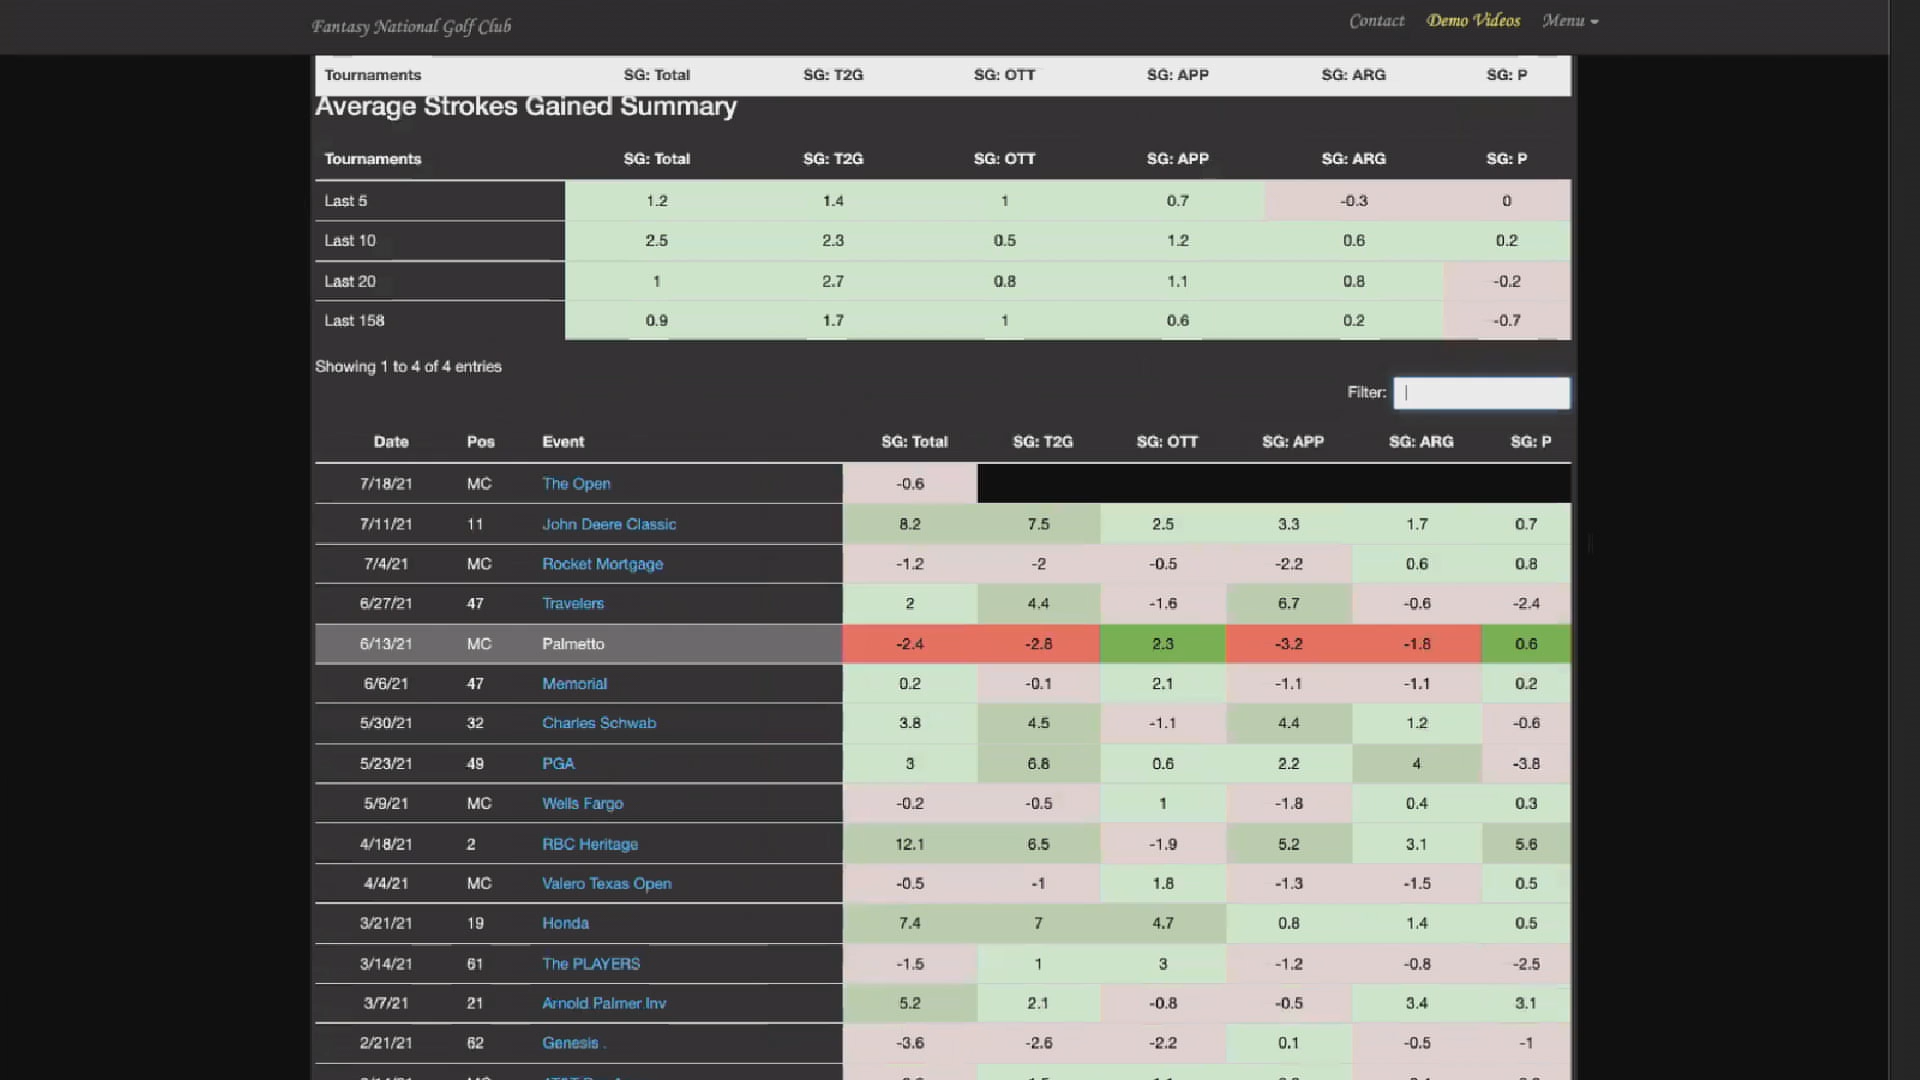 Fantasy National Golf Club Contact Demo Videos Menu
Tournaments SG: Total SG: T2G SG: OTT SG: APP SG: ARG SG: P
Average Strokes Gained Summary
Tournaments SG: Total SG: T2G SG: OTT SG: APP SG: ARG SG: P
Last 5 1.2 1.4 1 0.7 -0.3 0
Last 10 2.5 2.3 0.5 1.2 0.6 0.2
Last 20 1 2.7 0.8 1.1 0.8 -0.2
Last 158 0.9 1.7 1 0.6 0.2 -0.7
Showing 1 to 4 of 4 entries
Filter:
Date Pos Event SG: Total SG: T2G SG: OTT SG: APP SG: ARG SG: P
7/18/21 MC The Open -0.6
7/11/21 11 John Deere Classic 8.2 7.5 2.5 3.3 1.7 0.7
7/4/21 MC Rocket Mortgage -1.2 -2 -0.5 -2.2 0.6 0.8
6/27/21 47 Travelers 2 4.4 -1.6 6.7 -0.6 -2.4
6/13/21 MC Palmetto -2.4 -2.8 2.3 -3.2 -1.8 0.6
6/6/21 47 Memorial 0.2 -0.1 2.1 -1.1 -1.1 0.2
5/30/21 32 Charles Schwab 3.8 4.5 -1.1 4.4 1.2 -0.6
5/23/21 49 PGA 3 6.8 0.6 2.2 4 -3.8
5/9/21 MC Wells Fargo -0.2 -0.5 1 -1.8 0.4 0.3
4/18/21 2 RBC Heritage 12.1 6.5 -1.9 5.2 3.1 5.6
4/4/21 MC Valero Texas Open -0.5 -1 1.8 -1.3 -1.5 0.5
3/21/21 19 Honda 7.4 7 4.7 0.8 1.4 0.5
3/14/21 61 The PLAYERS -1.5 1 3 -1.2 -0.8 -2.5
3/7/21 21 Arnold Palmer Inv 5.2 2.1 -0.8 -0.5 3.4 3.1
2/21/21 62 Genesis . -3.6 -2.6 -2.2 0.1 -0.5 -1